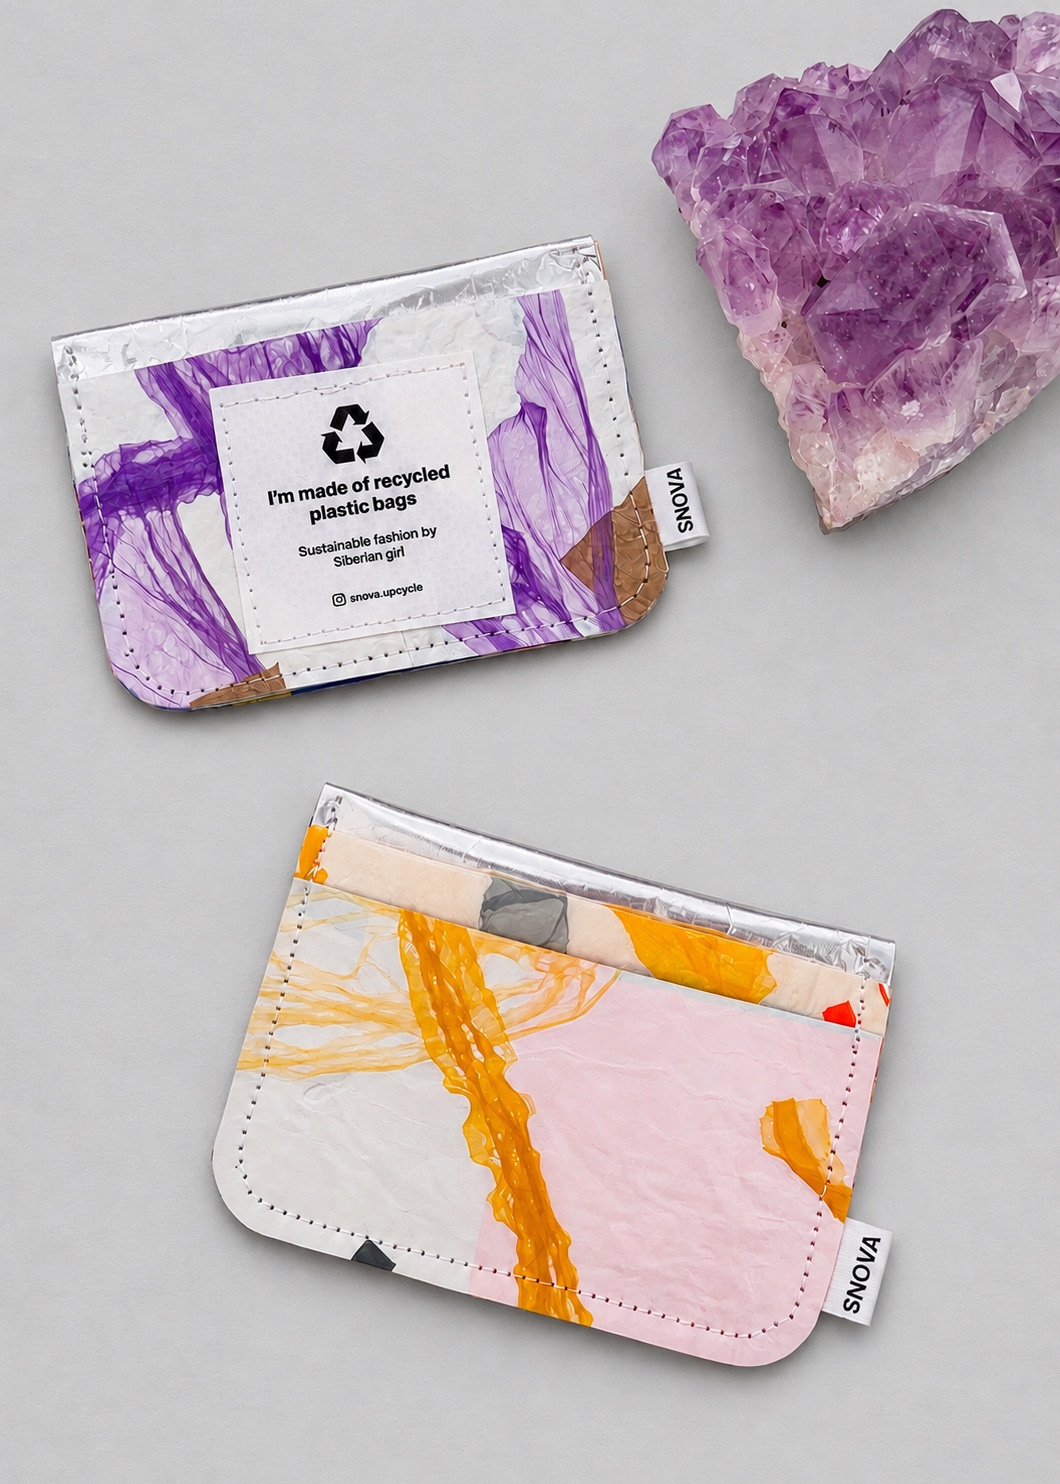 I'm made of recycled
plastic bags
Sustainable fashion by
Siberian girl
snova.upcycle
SNOVA
SNOVA